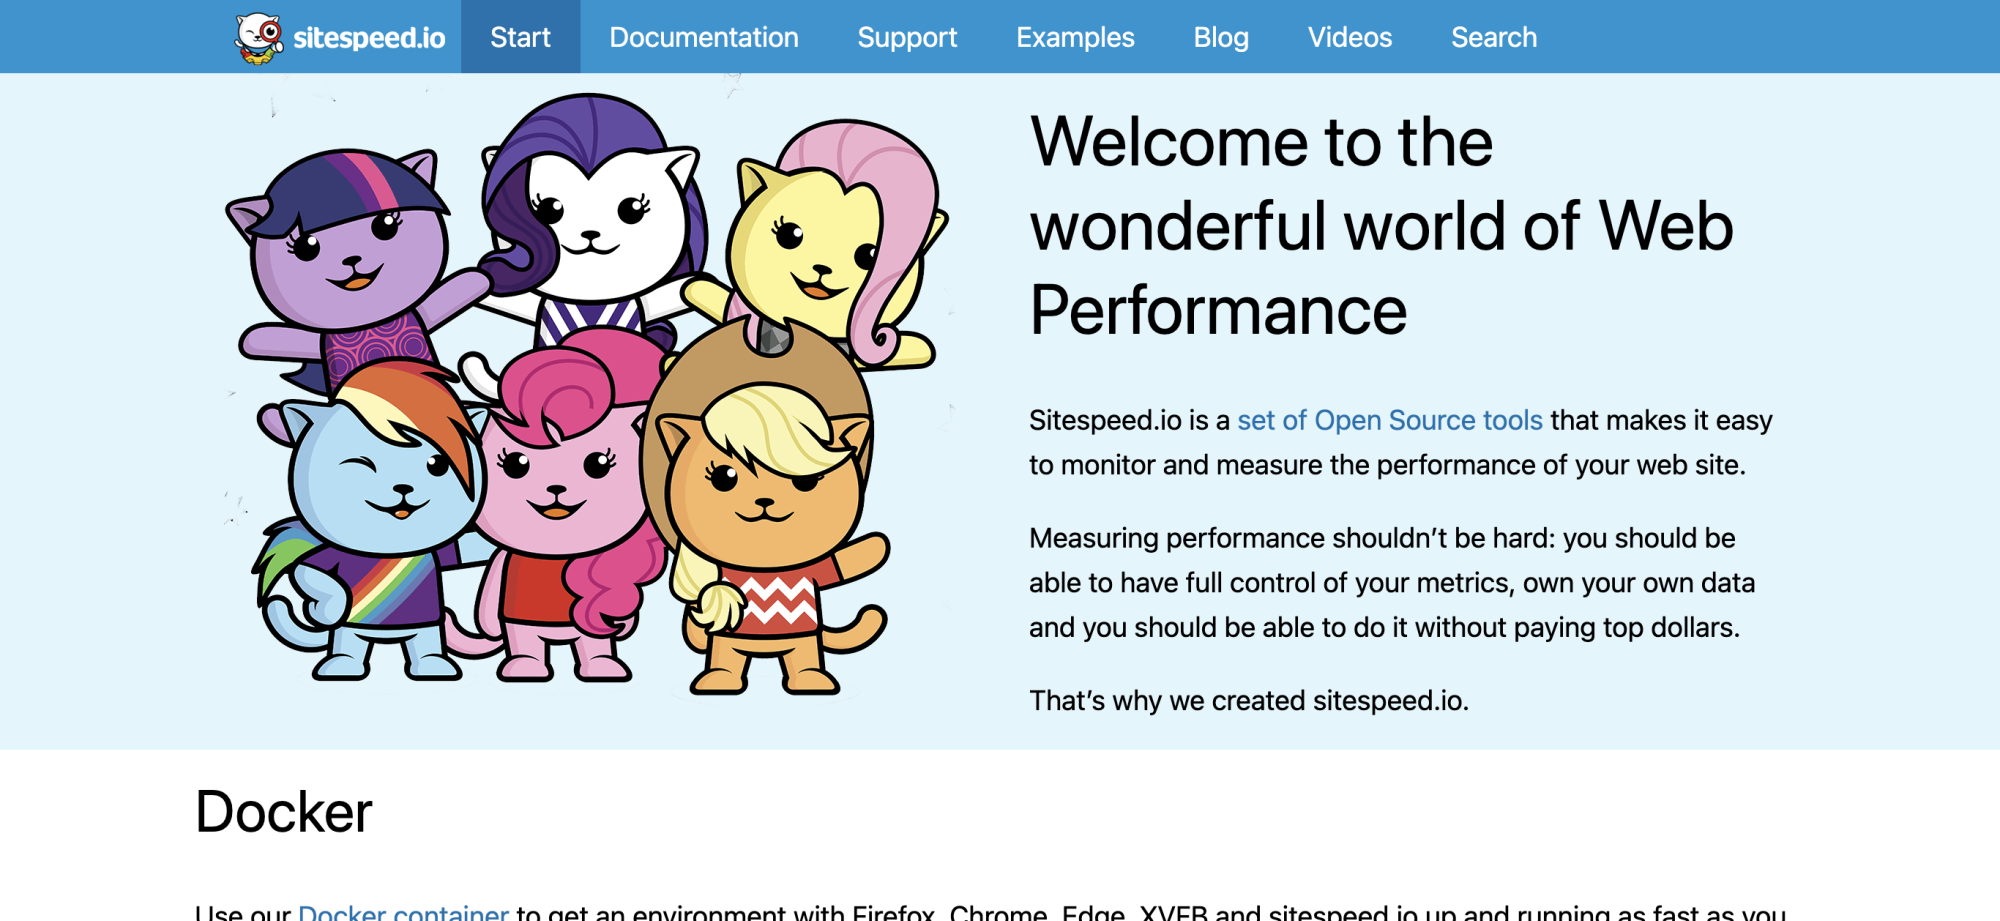 sitespeed.io Start Documentation Support Examples Blog Videos Search
Welcome to the
wonderful world of Web
Performance
Sitespeed.io is a set of Open Source tools that makes it easy
to monitor and measure the performance of your web site.
Measuring performance shouldn’t be hard: you should be
able to have full control of your metrics, own your own data
and you should be able to do it without paying top dollars.
That’s why we created sitespeed.io.
Docker
Use our Docker container to get an environment with Firefox, Chrome, Edge, XVFB and sitespeed.io up and running as fast as you